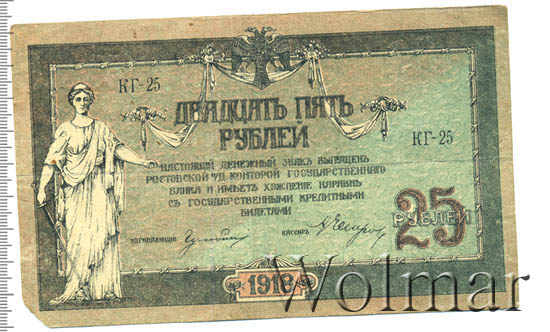 КГ-25
ДВАДЦАТЬ ПЯТЬ
РУБЛЕЙ
КГ-25
НАСТОЯЩІЙ ДЕНЕЖНЫЙ ЗНАКЪ ВЫПУЩЕНЪ
РОСТОВСКОЙ н/Д КОНТОРОЙ ГОСУДАРСТВЕННАГО
БАНКА И ИМѢЕТЪ ХОЖДЕНІЕ НАРАВНѢ
СЪ ГОСУДАРСТВЕННЫМИ КРЕДИТНЫМИ
БИЛЕТАМИ
25
РУБЛЕЙ
УПРАВЛЯЮЩІЙ
КАССИРЪ
1918
Wolmar